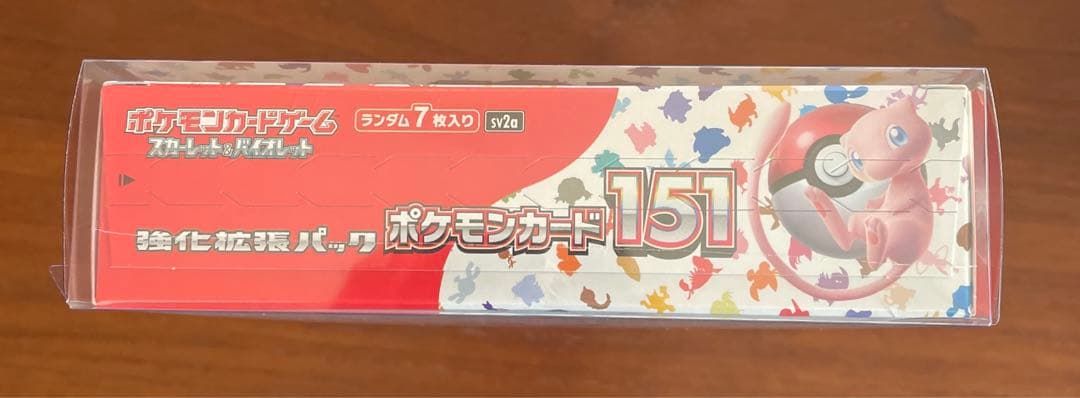 ポケモンカードゲーム
スカーレット&バイオレット
ランダム7枚入り
sv2a
強化拡張パック
ポケモンカード151